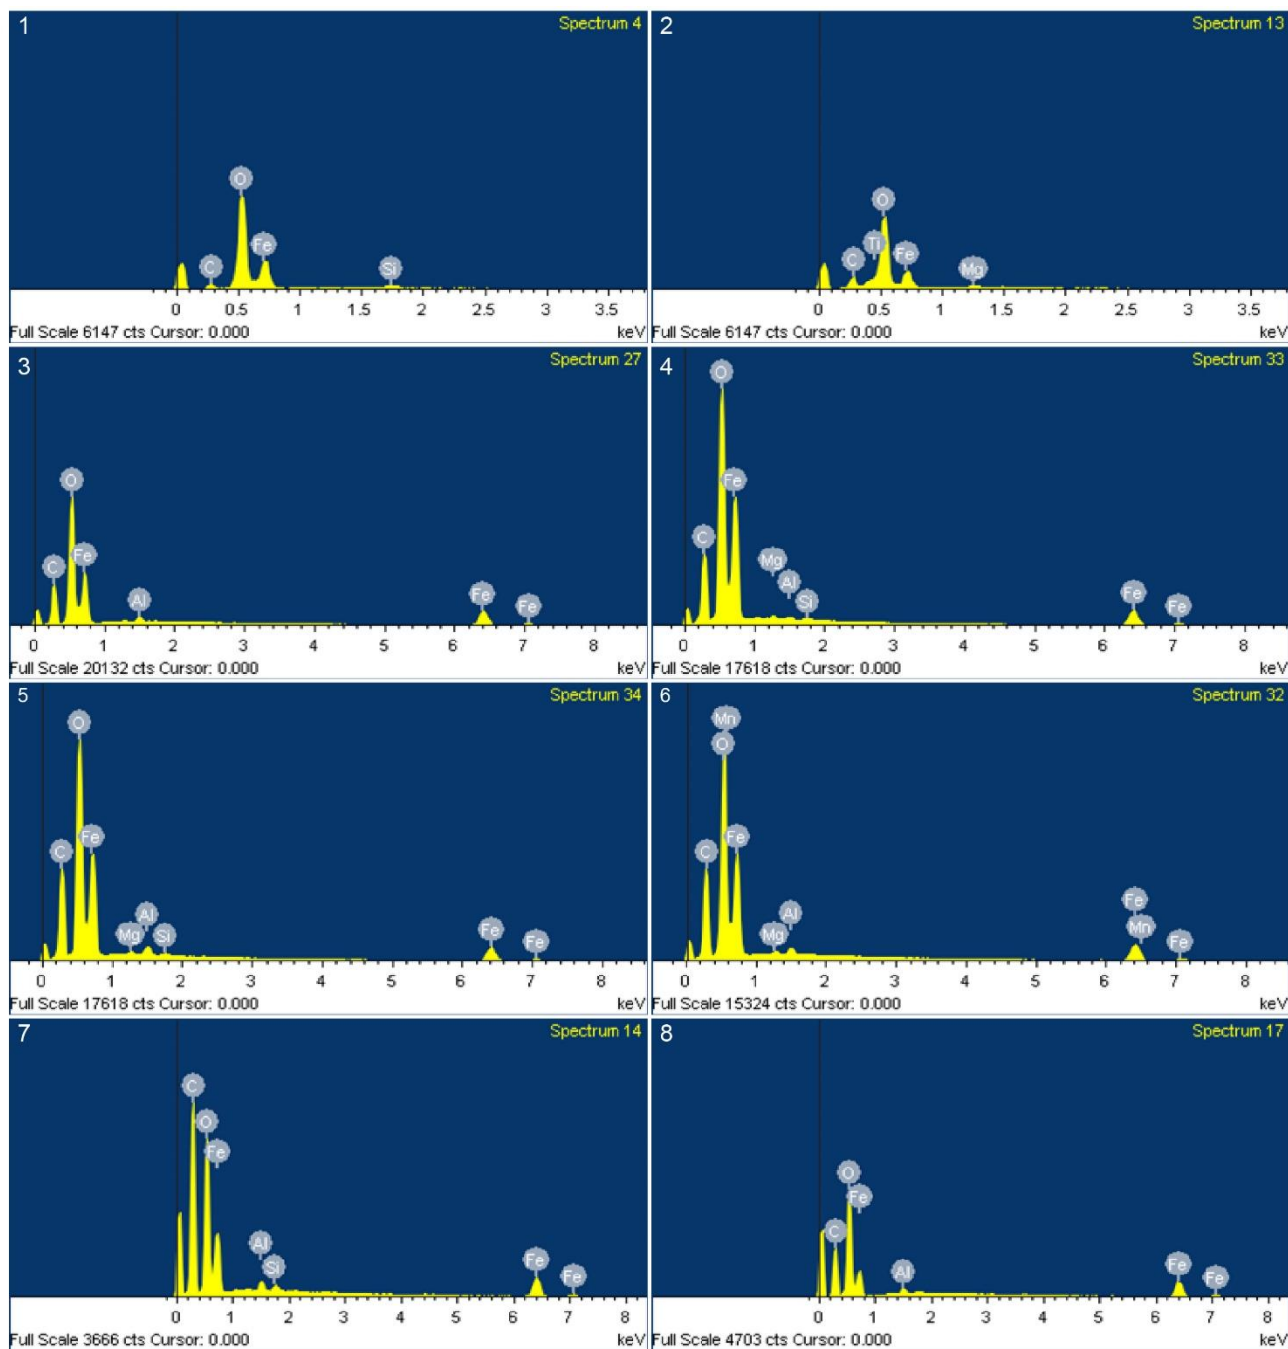 1 Spectrum 4
O
Fe
C Si
0 0.5 1 1.5 2 2.5 3 3.5
Full Scale 6147 cts Cursor: 0.000 keV
2 Spectrum 13
O
Ti
C Fe Mg
0 0.5 1 1.5 2 2.5 3 3.5
Full Scale 6147 cts Cursor: 0.000 keV
3 Spectrum 27
O
Fe
C Al Fe Fe
0 1 2 3 4 5 6 7 8
Full Scale 20132 cts Cursor: 0.000 keV
4 Spectrum 33
O
Fe
C Mg
Al
Si Fe Fe
0 1 2 3 4 5 6 7 8
Full Scale 17618 cts Cursor: 0.000 keV
5 Spectrum 34
O
Fe
C
Al
Mg Si Fe Fe
0 1 2 3 4 5 6 7 8
Full Scale 17618 cts Cursor: 0.000 keV
6 Spectrum 32
Mn
O
Fe
C
Al Fe
Mg Mn Fe
0 1 2 3 4 5 6 7 8
Full Scale 15324 cts Cursor: 0.000 keV
7 Spectrum 14
C
O
Fe
Al
Si Fe Fe
0 1 2 3 4 5 6 7 8
Full Scale 3666 cts Cursor: 0.000 keV
8 Spectrum 17
O
Fe
C
Al Fe Fe
0 1 2 3 4 5 6 7 8
Full Scale 4703 cts Cursor: 0.000 keV